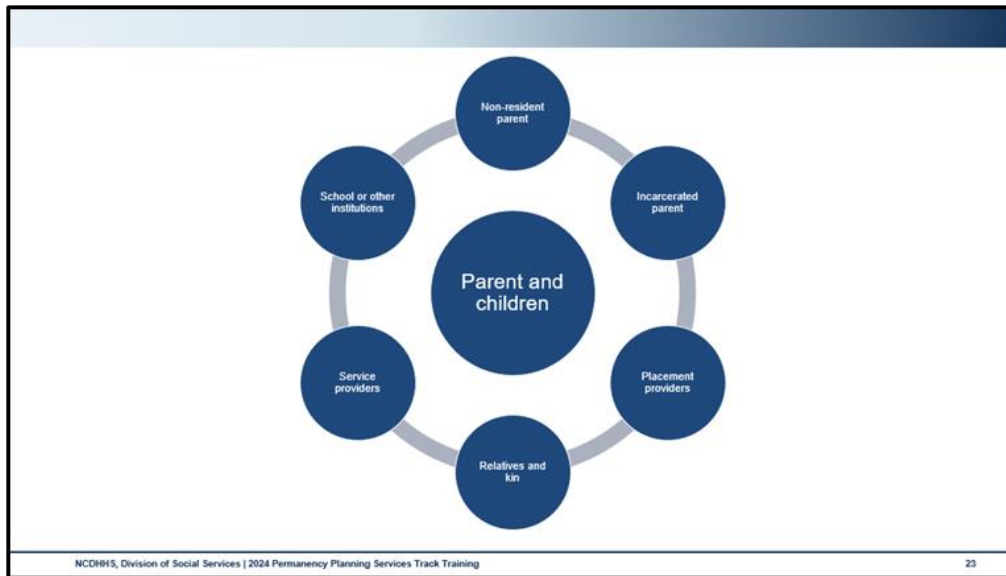 Non-resident
parent
School or other
institutions
Incarcerated
parent
Parent and
children
Service
providers
Placement
providers
Relatives and
kin
NCDHHS, Division of Social Services | 2024 Permanency Planning Services Track Training
23